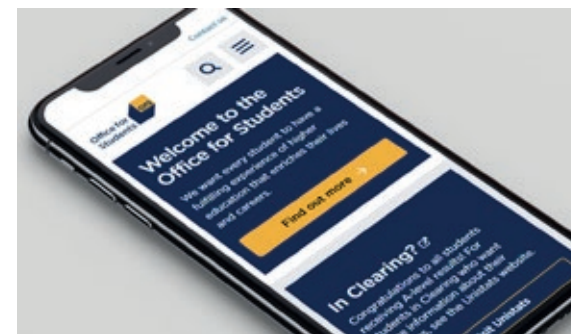 Contact us
Office for
Students
OfS
Welcome to the
Office for Students
We want every student to have a
fulfilling experience of higher
education that enriches their lives
and careers.
Find out more
In Clearing?
Congratulations to all students
receiving A-level results! For
students in Clearing who want
information about their
see the Unistats website.
Unistats